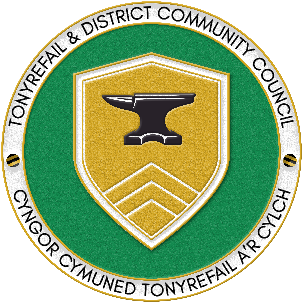 TONYREFAIL & DISTRICT COMMUNITY COUNCIL
CYNGOR CYMUNED TONYREFAIL A'R CYLCH